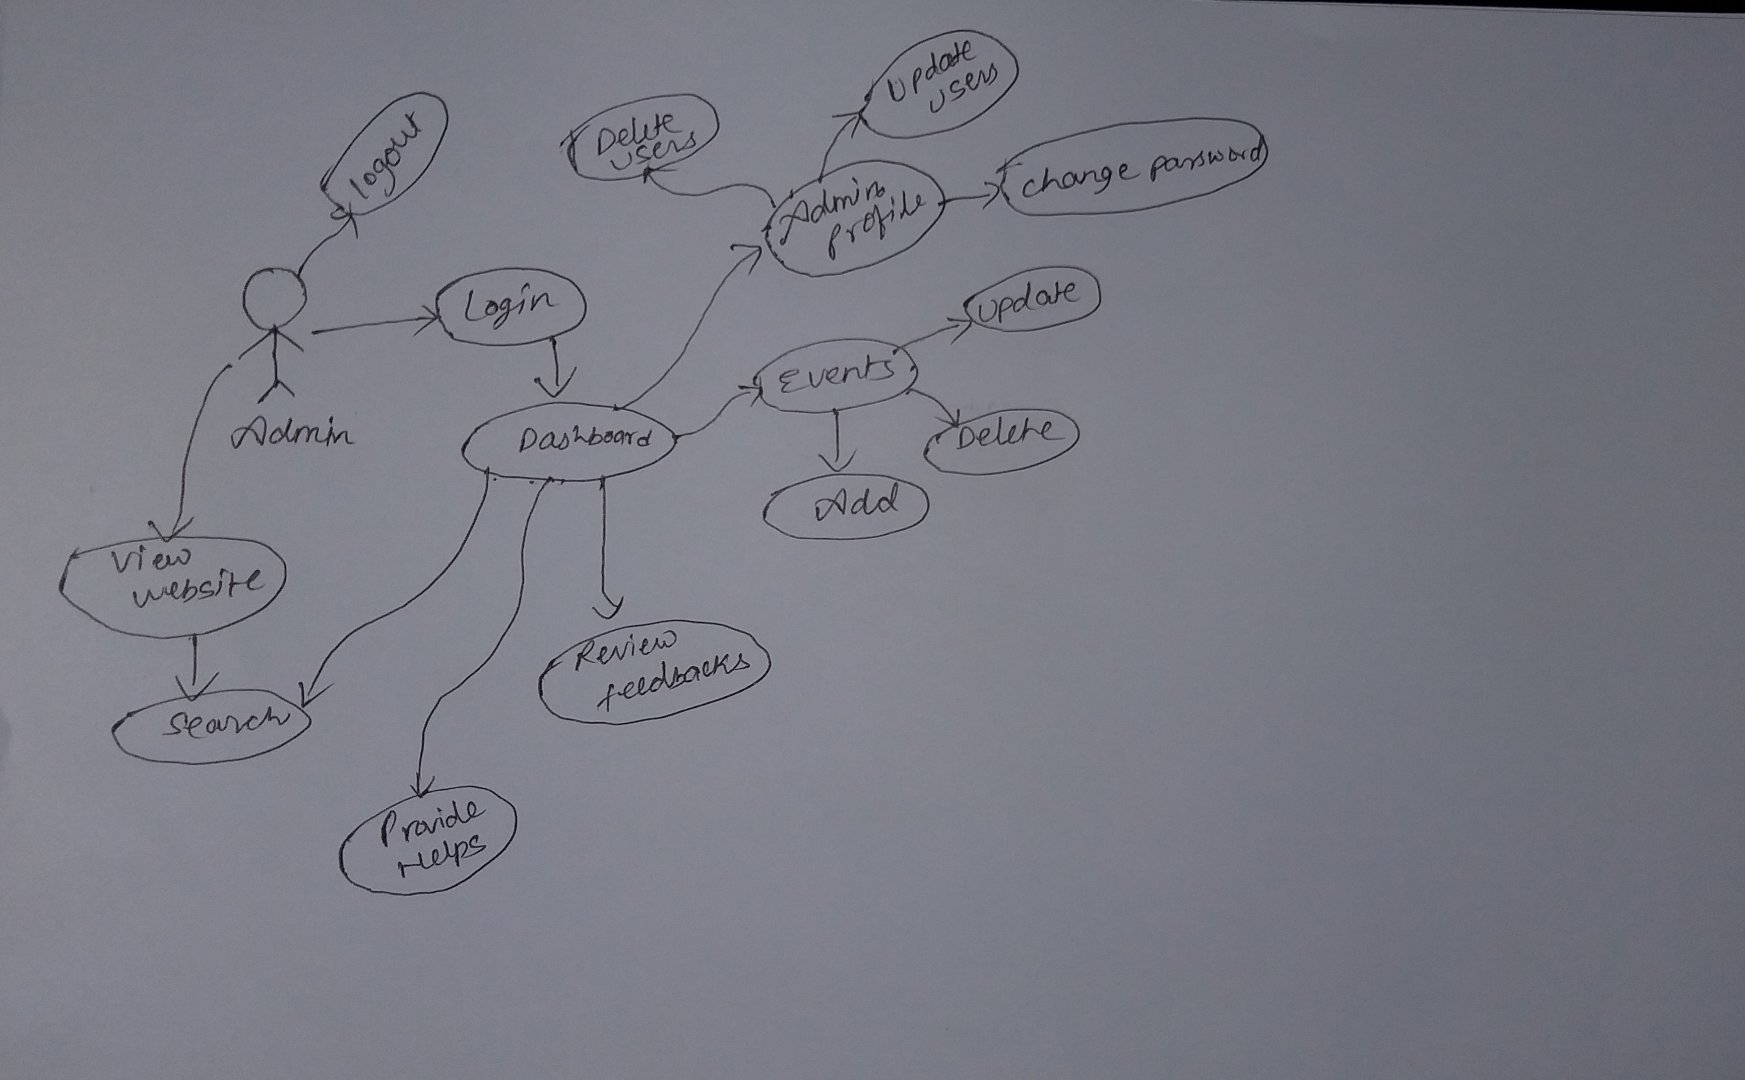 Update
users
Delete
users
logout
change password
Admin
profile
Login
Update
Events
Dashboard
Admin
Delete
Add
View
website
Review
feedbacks
Search
Provide
Helps